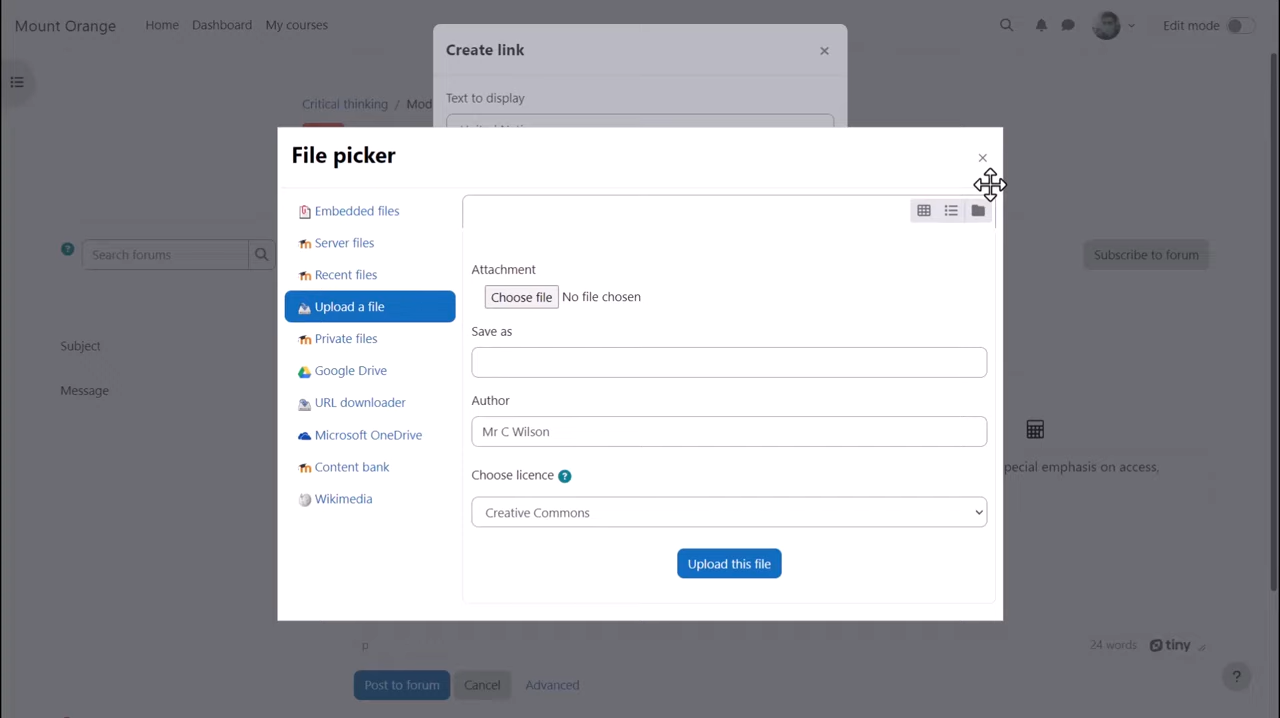 Mount Orange
Home
Dashboard
My courses
Edit mode
Create link
Critical thinking /
Text to display
File picker
Embedded files
Server files
Recent files
Upload a file
Private files
Google Drive
URL downloader
Microsoft OneDrive
Content bank
Wikimedia
Attachment
Choose file No file chosen
Save as
Author
Mr C Wilson
Choose licence ?
Creative Commons
Upload this file
?
Search forums
Subscribe to forum
Subject
Message
emphasis on access,
p
24 words
tiny
Post to forum
Cancel
Advanced
?